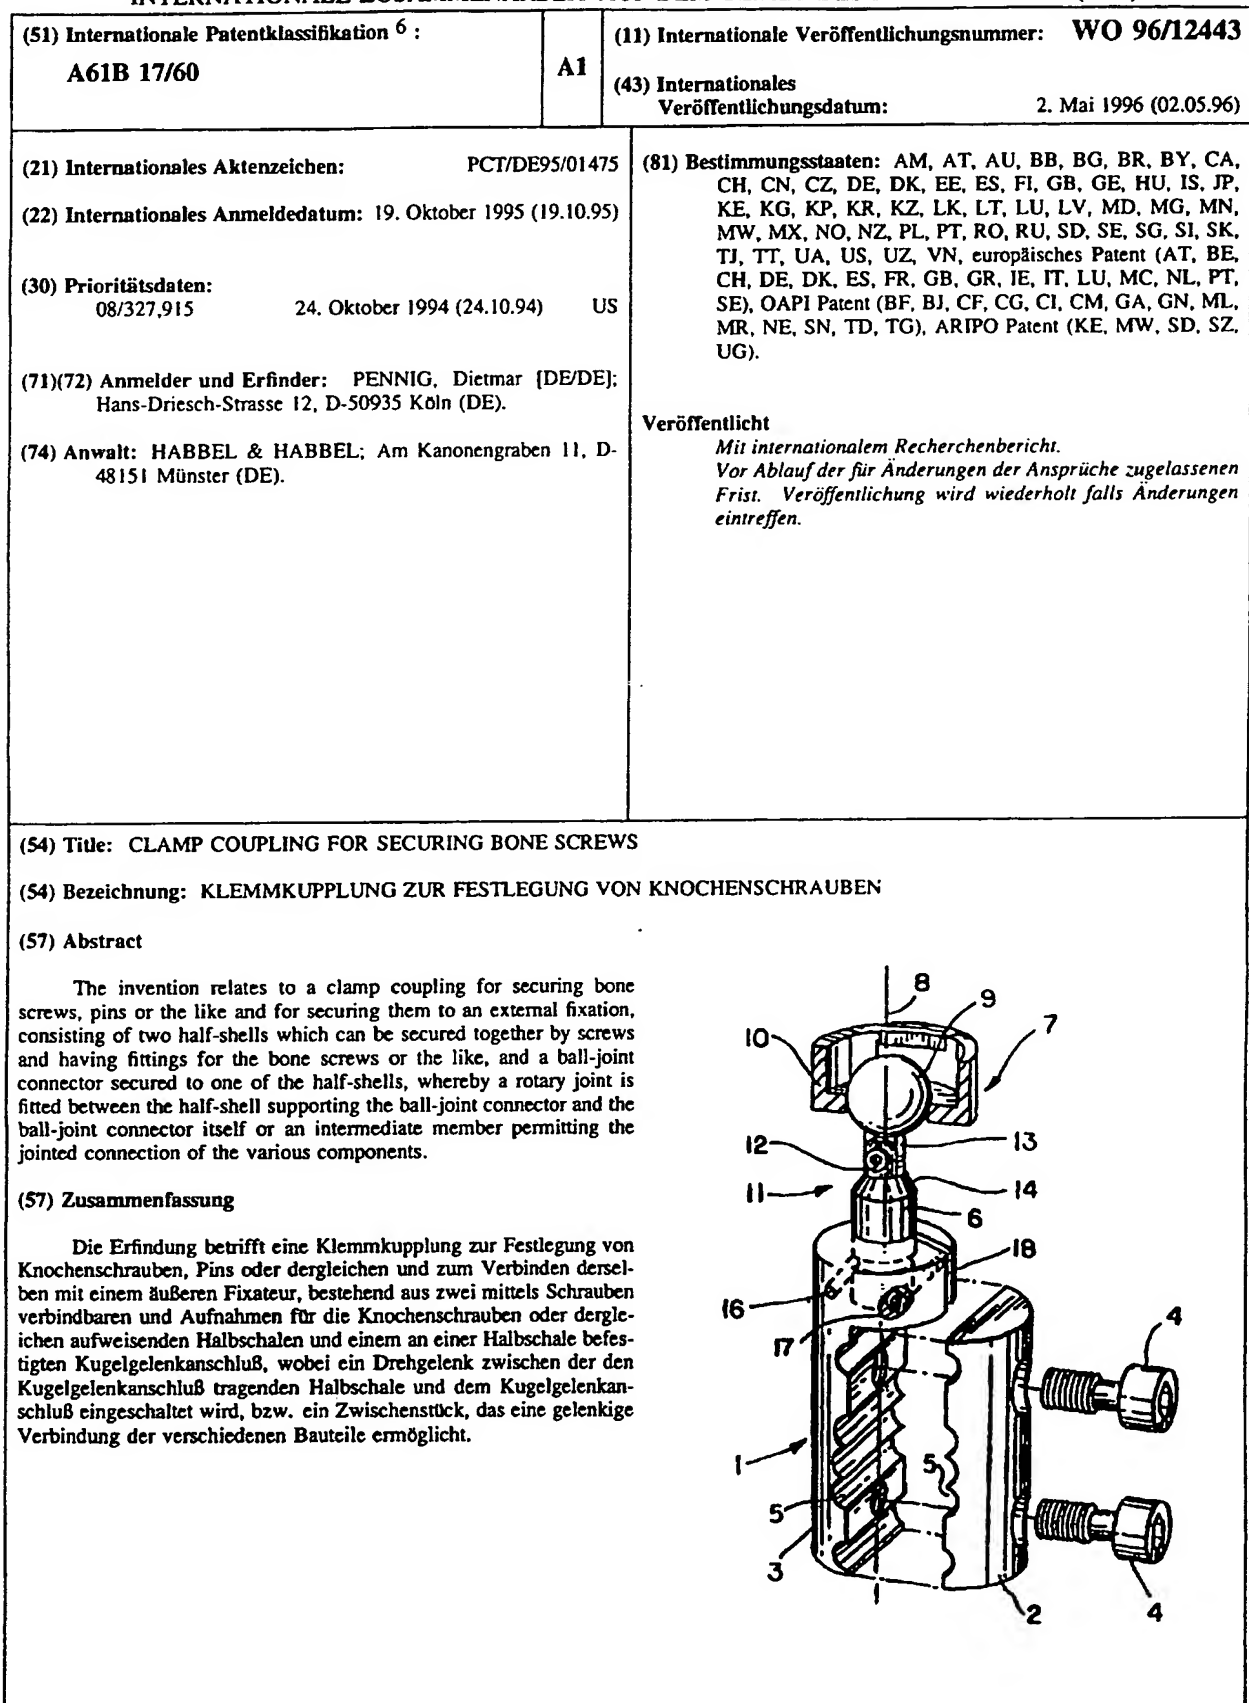 (51) Internationale Patentklassifikation 6 :
A61B 17/60
A1
(11) Internationale Veröffentlichungsnummer: WO 96/12443
(43) Internationales
Veröffentlichungsdatum: 2. Mai 1996 (02.05.96)
(21) Internationales Aktenzeichen: PCT/DE95/01475
(22) Internationales Anmeldedatum: 19. Oktober 1995 (19.10.95)
(30) Prioritätsdaten:
08/327,915 24. Oktober 1994 (24.10.94) US
(71)(72) Anmelder und Erfinder: PENNIG, Dietmar [DE/DE];
Hans-Driesch-Strasse 12, D-50935 Köln (DE).
(74) Anwalt: HABBEL & HABBEL; Am Kanonengraben 11, D-
48151 Münster (DE).
(81) Bestimmungsstaaten: AM, AT, AU, BB, BG, BR, BY, CA,
CH, CN, CZ, DE, DK, EE, ES, FI, GB, GE, HU, IS, JP,
KE, KG, KP, KR, KZ, LK, LT, LU, LV, MD, MG, MN,
MW, MX, NO, NZ, PL, PT, RO, RU, SD, SE, SG, SI, SK,
TJ, TT, UA, US, UZ, VN, europäisches Patent (AT, BE,
CH, DE, DK, ES, FR, GB, GR, IE, IT, LU, MC, NL, PT,
SE), OAPI Patent (BF, BJ, CF, CG, CI, CM, GA, GN, ML,
MR, NE, SN, TD, TG), ARIPO Patent (KE, MW, SD, SZ,
UG).
Veröffentlicht
Mit internationalem Recherchenbericht.
Vor Ablauf der für Änderungen der Ansprüche zugelassenen
Frist. Veröffentlichung wird wiederholt falls Änderungen
eintreffen.
(54) Title: CLAMP COUPLING FOR SECURING BONE SCREWS
(54) Bezeichnung: KLEMMKUPPLUNG ZUR FESTLEGUNG VON KNOCHENSCHRAUBEN
(57) Abstract
The invention relates to a clamp coupling for securing bone
screws, pins or the like and for securing them to an external fixation,
consisting of two half-shells which can be secured together by screws
and having fittings for the bone screws or the like, and a ball-joint
connector secured to one of the half-shells, whereby a rotary joint is
fitted between the half-shell supporting the ball-joint connector and the
ball-joint connector itself or an intermediate member permitting the
jointed connection of the various components.
(57) Zusammenfassung
Die Erfindung betrifft eine Klemmkupplung zur Festlegung von
Knochenschrauben, Pins oder dergleichen und zum Verbinden dersel-
ben mit einem äußeren Fixateur, bestehend aus zwei mittels Schrauben
verbindbaren und Aufnahmen für die Knochenschrauben oder dergle-
ichen aufweisenden Halbschalen und einem an einer Halbschale befes-
tigten Kugelgelenkanschluß, wobei ein Drehgelenk zwischen der den
Kugelgelenkanschluß tragenden Halbschale und dem Kugelgelenkan-
schluß eingeschaltet wird, bzw. ein Zwischenstück, das eine gelenkige
Verbindung der verschiedenen Bauteile ermöglicht.
8
9
10
7
12
13
11
14
6
18
16
17
4
1
5
5
3
2
4